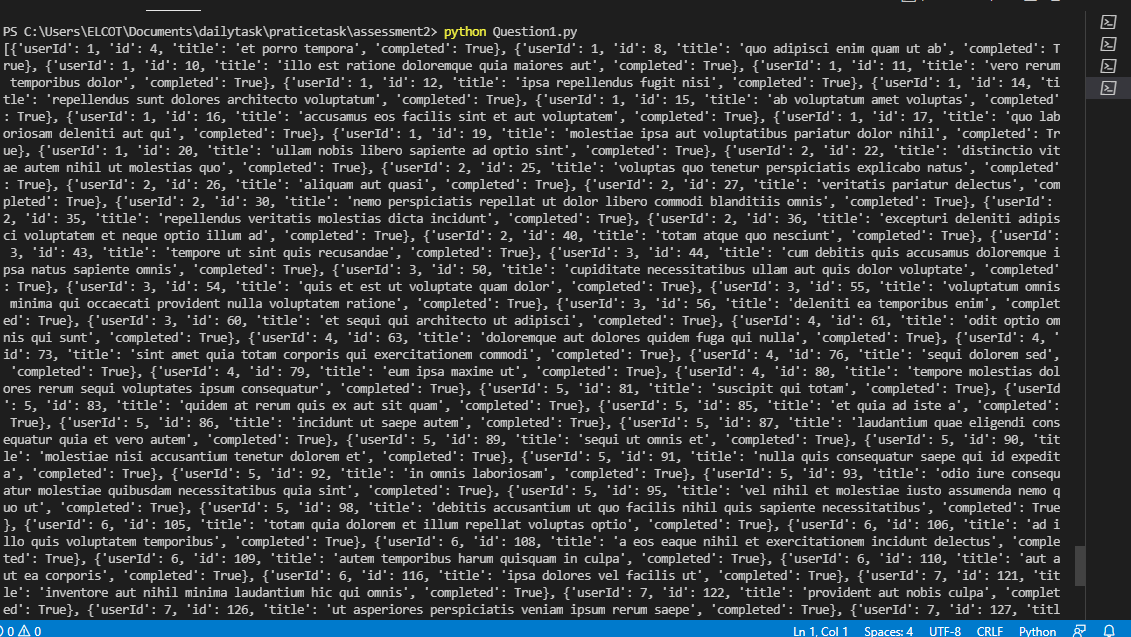 PS C:\Users\ELCOT\Documents\dailytask\praticetask\assessment2> python Question1.py
[{'userId': 1, 'id': 4, 'title': 'et porro tempora', 'completed': True}, {'userId': 1, 'id': 8, 'title': 'quo adipisci enim quam ut ab', 'completed': T
rue}, {'userId': 1, 'id': 10, 'title': 'illo est ratione doloremque quia maiores aut', 'completed': True}, {'userId': 1, 'id': 11, 'title': 'vero rerum
 temporibus dolor', 'completed': True}, {'userId': 1, 'id': 12, 'title': 'ipsa repellendus fugit nisi', 'completed': True}, {'userId': 1, 'id': 14, 'ti
tle': 'repellendus sunt dolores architecto voluptatum', 'completed': True}, {'userId': 1, 'id': 15, 'title': 'ab voluptatum amet voluptas', 'completed'
: True}, {'userId': 1, 'id': 16, 'title': 'accusamus eos facilis sint et aut voluptatem', 'completed': True}, {'userId': 1, 'id': 17, 'title': 'quo lab
oriosam deleniti aut qui', 'completed': True}, {'userId': 1, 'id': 19, 'title': 'molestiae ipsa aut voluptatibus pariatur dolor nihil', 'completed': Tr
ue}, {'userId': 1, 'id': 20, 'title': 'ullam nobis libero sapiente ad optio sint', 'completed': True}, {'userId': 2, 'id': 22, 'title': 'distinctio vit
ae autem nihil ut molestias quo', 'completed': True}, {'userId': 2, 'id': 25, 'title': 'voluptas quo tenetur perspiciatis explicabo natus', 'completed'
: True}, {'userId': 2, 'id': 26, 'title': 'aliquam aut quasi', 'completed': True}, {'userId': 2, 'id': 27, 'title': 'veritatis pariatur delectus', 'com
pleted': True}, {'userId': 2, 'id': 30, 'title': 'nemo perspiciatis repellat ut dolor libero commodi blanditiis omnis', 'completed': True}, {'userId':
2, 'id': 35, 'title': 'repellendus veritatis molestias dicta incidunt', 'completed': True}, {'userId': 2, 'id': 36, 'title': 'excepturi deleniti adipis
ci voluptatem et neque optio illum ad', 'completed': True}, {'userId': 2, 'id': 40, 'title': 'totam atque quo nesciunt', 'completed': True}, {'userId':
 3, 'id': 43, 'title': 'tempore ut sint quis recusandae', 'completed': True}, {'userId': 3, 'id': 44, 'title': 'cum debitis quis accusamus doloremque i
psa natus sapiente omnis', 'completed': True}, {'userId': 3, 'id': 50, 'title': 'cupiditate necessitatibus ullam aut quis dolor voluptate', 'completed'
: True}, {'userId': 3, 'id': 54, 'title': 'quis et est ut voluptate quam dolor', 'completed': True}, {'userId': 3, 'id': 55, 'title': 'voluptatum omnis
 minima qui occaecati provident nulla voluptatem ratione', 'completed': True}, {'userId': 3, 'id': 56, 'title': 'deleniti ea temporibus enim', 'complet
ed': True}, {'userId': 3, 'id': 60, 'title': 'et sequi qui architecto ut adipisci', 'completed': True}, {'userId': 4, 'id': 61, 'title': 'odit optio om
nis qui sunt', 'completed': True}, {'userId': 4, 'id': 63, 'title': 'doloremque aut dolores quidem fuga qui nulla', 'completed': True}, {'userId': 4, '
id': 73, 'title': 'sint amet quia totam corporis qui exercitationem commodi', 'completed': True}, {'userId': 4, 'id': 76, 'title': 'sequi dolorem sed',
 'completed': True}, {'userId': 4, 'id': 79, 'title': 'eum ipsa maxime ut', 'completed': True}, {'userId': 4, 'id': 80, 'title': 'tempore molestias dol
ores rerum sequi voluptates ipsum consequatur', 'completed': True}, {'userId': 5, 'id': 81, 'title': 'suscipit qui totam', 'completed': True}, {'userId
': 5, 'id': 83, 'title': 'quidem at rerum quis ex aut sit quam', 'completed': True}, {'userId': 5, 'id': 85, 'title': 'et quia ad iste a', 'completed':
 True}, {'userId': 5, 'id': 86, 'title': 'incidunt ut saepe autem', 'completed': True}, {'userId': 5, 'id': 87, 'title': 'laudantium quae eligendi cons
equatur quia et vero autem', 'completed': True}, {'userId': 5, 'id': 89, 'title': 'sequi ut omnis et', 'completed': True}, {'userId': 5, 'id': 90, 'tit
le': 'molestiae nisi accusantium tenetur dolorem et', 'completed': True}, {'userId': 5, 'id': 91, 'title': 'nulla quis consequatur saepe qui id expedit
a', 'completed': True}, {'userId': 5, 'id': 92, 'title': 'in omnis laboriosam', 'completed': True}, {'userId': 5, 'id': 93, 'title': 'odio iure consequ
atur molestiae quibusdam necessitatibus quia sint', 'completed': True}, {'userId': 5, 'id': 95, 'title': 'vel nihil et molestiae iusto assumenda nemo q
uo ut', 'completed': True}, {'userId': 5, 'id': 98, 'title': 'debitis accusantium ut quo facilis nihil quis sapiente necessitatibus', 'completed': True
}, {'userId': 6, 'id': 105, 'title': 'totam quia dolorem et illum repellat voluptas optio', 'completed': True}, {'userId': 6, 'id': 106, 'title': 'ad i
llo quis voluptatem temporibus', 'completed': True}, {'userId': 6, 'id': 108, 'title': 'a eos eaque nihil et exercitationem incidunt delectus', 'comple
ted': True}, {'userId': 6, 'id': 109, 'title': 'autem temporibus harum quisquam in culpa', 'completed': True}, {'userId': 6, 'id': 110, 'title': 'aut a
ut ea corporis', 'completed': True}, {'userId': 6, 'id': 116, 'title': 'ipsa dolores vel facilis ut', 'completed': True}, {'userId': 7, 'id': 121, 'tit
le': 'inventore aut nihil minima laudantium hic qui omnis', 'completed': True}, {'userId': 7, 'id': 122, 'title': 'provident aut nobis culpa', 'complet
ed': True}, {'userId': 7, 'id': 126, 'title': 'ut asperiores perspiciatis veniam ipsum rerum saepe', 'completed': True}, {'userId': 7, 'id': 127, 'titl
0 0 Ln 1, Col 1 Spaces: 4 UTF-8 CRLF Python